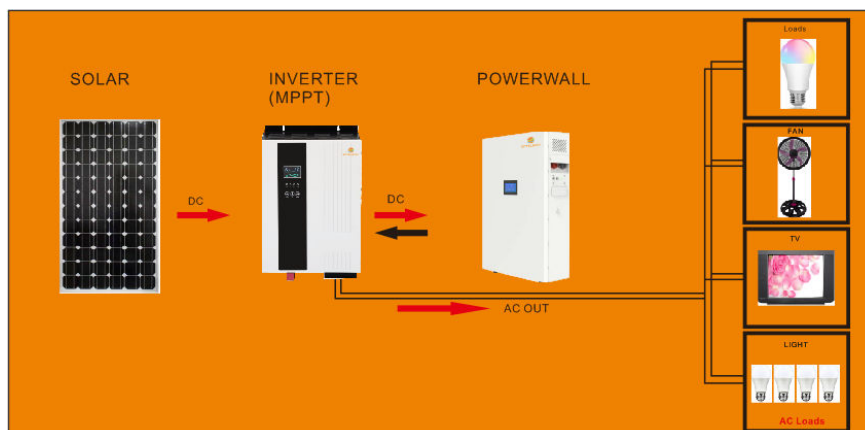 SOLAR
INVERTER
(MPPT)
POWERWALL
DC
DC
AC OUT
Loads
FAN
TV
LIGHT
AC Loads